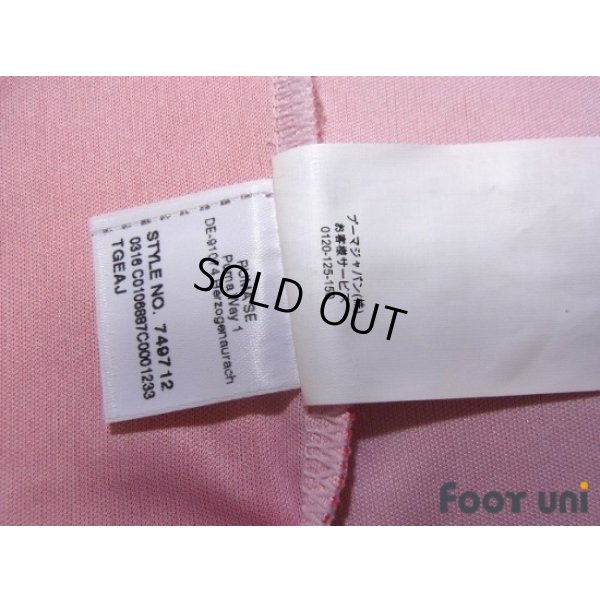 STYLE NO. 749712
0316 C0106887C0001233
TGEAJ
PUMA SE
Puma Way 1
DE-91074 Herzogenaurach
プーマジャパン(株)
お客様サービス
0120-125-15
SOLD OUT
FOOT UNI